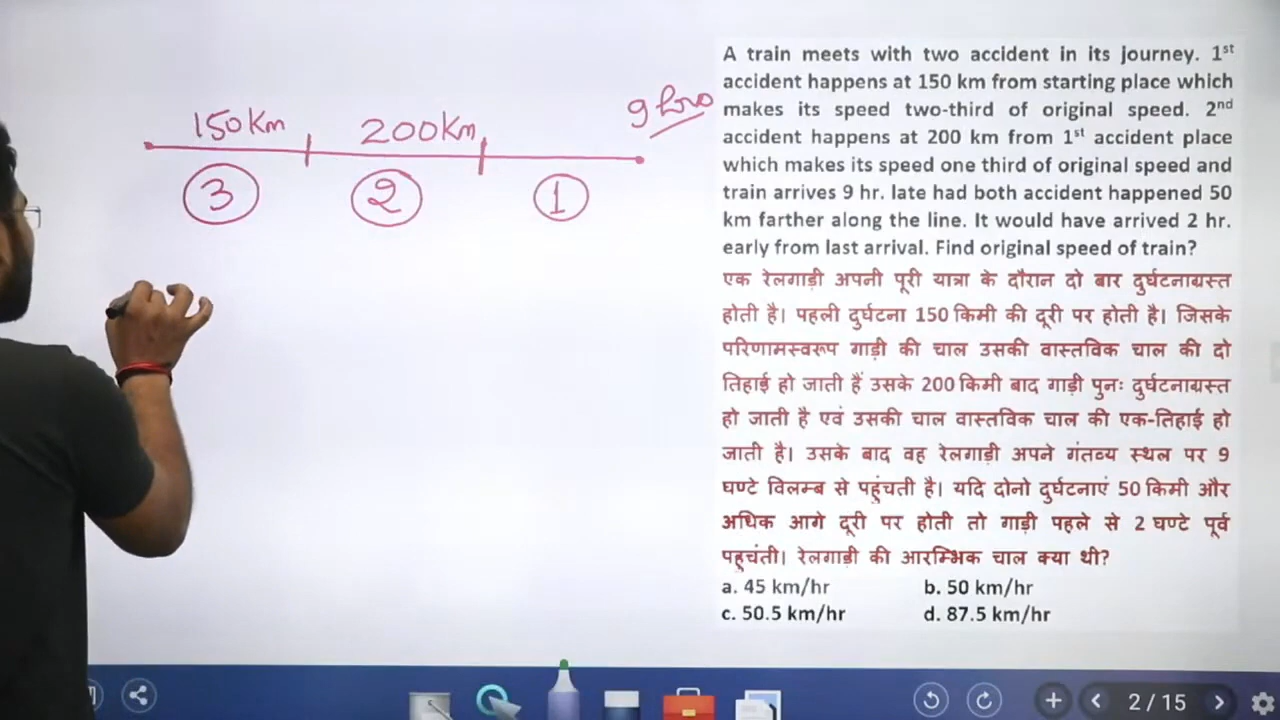 150Km 200Km 9 hrs
3 2 1
A train meets with two accident in its journey. 1st
accident happens at 150 km from starting place which
makes its speed two-third of original speed. 2nd
accident happens at 200 km from 1st accident place
which makes its speed one third of original speed and
train arrives 9 hr. late had both accident happened 50
km farther along the line. It would have arrived 2 hr.
early from last arrival. Find original speed of train?
एक रेलगाड़ी अपनी पूरी यात्रा के दौरान दो बार दुर्घटनाग्रस्त
होती है। पहली दुर्घटना 150 किमी की दूरी पर होती है। जिसके
परिणामस्वरूप गाड़ी की चाल उसकी वास्तविक चाल की दो
तिहाई हो जाती हैं उसके 200 किमी बाद गाड़ी पुनः दुर्घटनाग्रस्त
हो जाती है एवं उसकी चाल वास्तविक चाल की एक-तिहाई हो
जाती है। उसके बाद वह रेलगाड़ी अपने गंतव्य स्थल पर 9
घण्टे विलम्ब से पहुंचती है। यदि दोनो दुर्घटनाएं 50 किमी और
अधिक आगे दूरी पर होती तो गाड़ी पहले से 2 घण्टे पूर्व
पहुचंती। रेलगाड़ी की आरम्भिक चाल क्या थी?
a. 45 km/hr b. 50 km/hr
c. 50.5 km/hr d. 87.5 km/hr
2 / 15